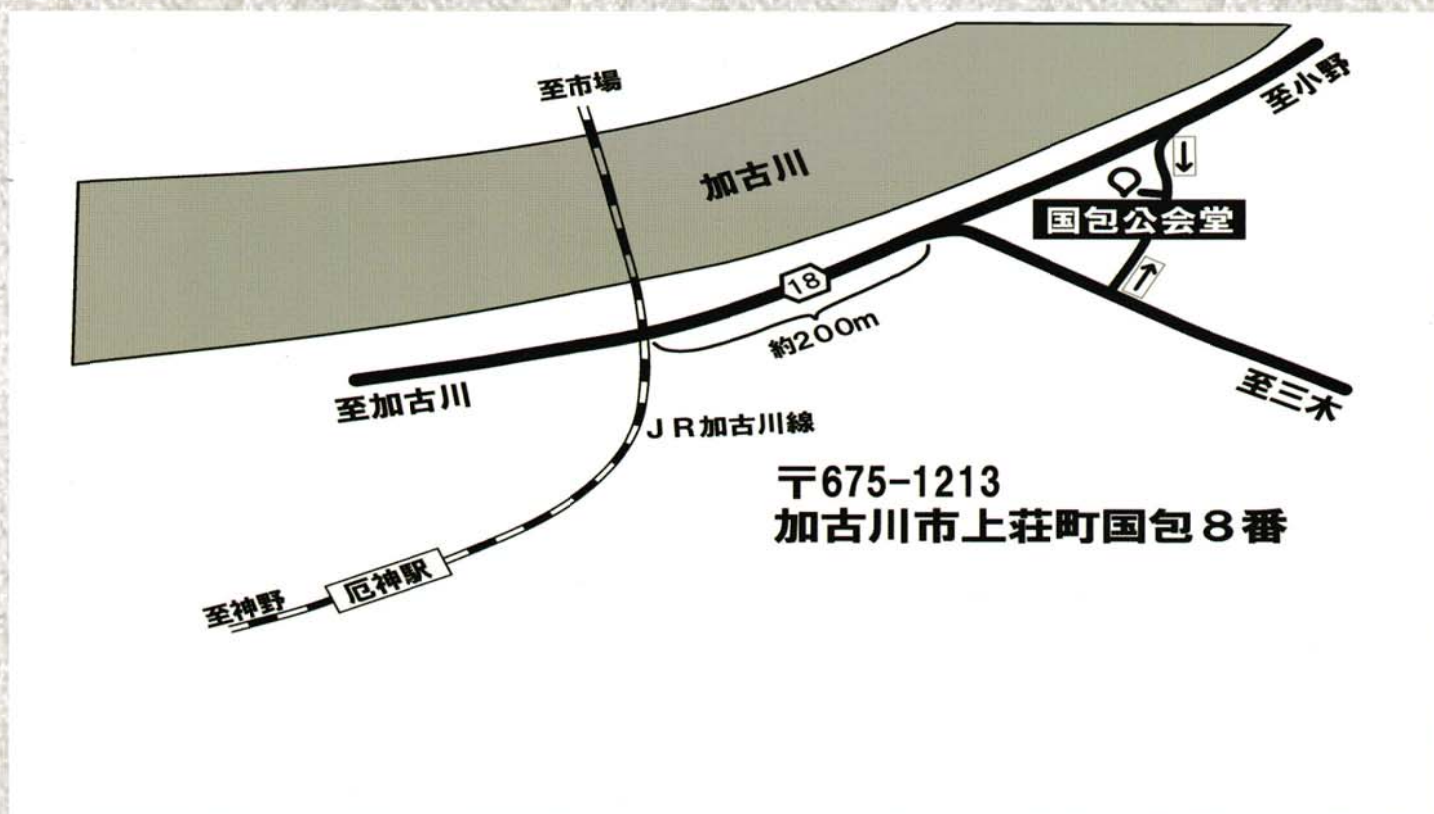 至市場
至小野
加古川
国包公会堂
18
約200m
至加古川
至三木
JR加古川線
〒675-1213
加古川市上荘町国包8番
厄神駅
至神野